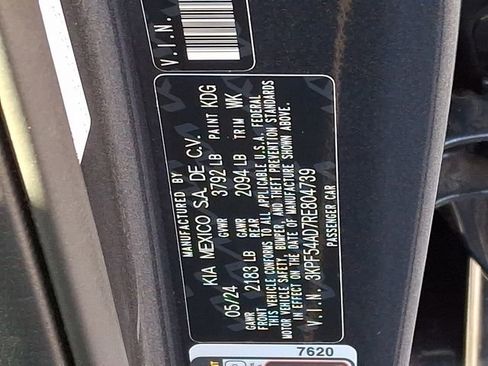 V.I.N.
MANUFACTURED BY
KIA MEXICO S.A. DE C.V.
05/24 GVWR 3792 LB PAINT KDG
GAWR FRONT 2183 LB GAWR REAR 2094 LB TRIM WK
THIS VEHICLE CONFORMS TO ALL APPLICABLE U.S.A. FEDERAL
MOTOR VEHICLE SAFETY, BUMPER, AND THEFT PREVENTION STANDARDS
IN EFFECT ON THE DATE OF MANUFACTURE SHOWN ABOVE.
V.I.N. 3KPF54AD7RE804739
PASSENGER CAR
7620